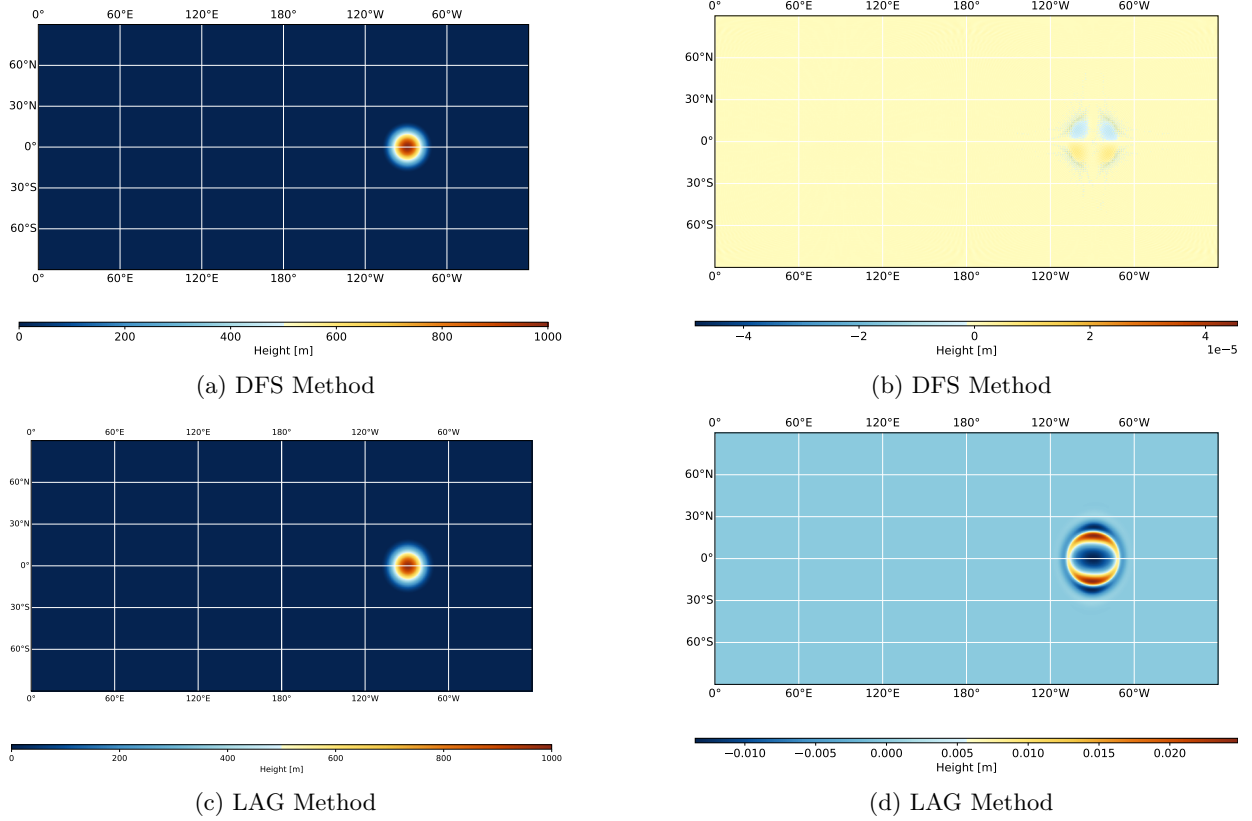 0° 60°E 120°E 180° 120°W 60°W
60°N
30°N
0°
30°S
60°S
0° 60°E 120°E 180° 120°W 60°W
0 200 400 600 800 1000
Height [m]
(a) DFS Method
0° 60°E 120°E 180° 120°W 60°W
60°N
30°N
0°
30°S
60°S
0° 60°E 120°E 180° 120°W 60°W
−4 −2 0 2 4
Height [m]
1e−5
(b) DFS Method
0° 60°E 120°E 180° 120°W 60°W
60°N
30°N
0°
30°S
60°S
0° 60°E 120°E 180° 120°W 60°W
0 200 400 600 800 1000
Height [m]
(c) LAG Method
0° 60°E 120°E 180° 120°W 60°W
60°N
30°N
0°
30°S
60°S
0° 60°E 120°E 180° 120°W 60°W
−0.010 −0.005 0.000 0.005 0.010 0.015 0.020
Height [m]
(d) LAG Method